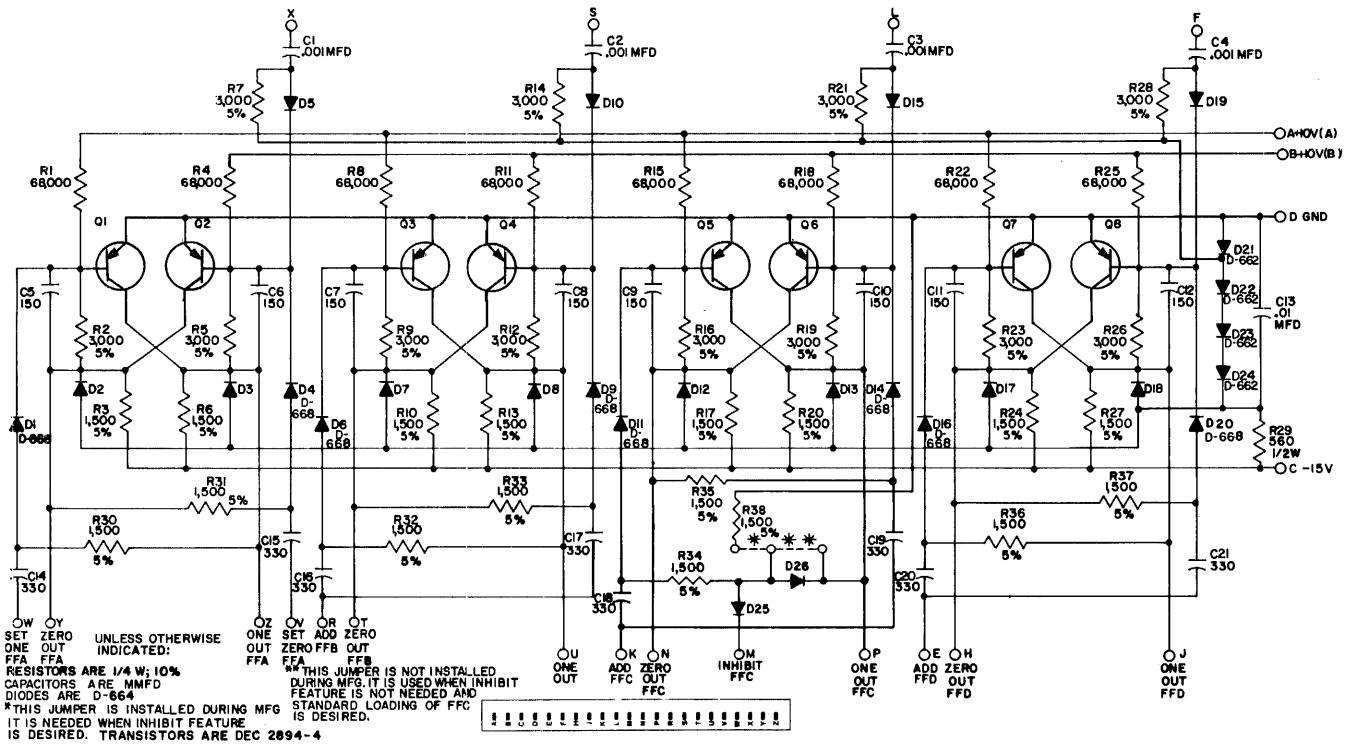 X
S
L
F
C1
.001MFD
C2
.001MFD
C3
.001MFD
C4
.001MFD
R7
3,000
5%
D5
R14
3,000
5%
D10
R21
3,000
5%
D15
R28
3,000
5%
D19
A+10V(A)
B+10V(B)
R1
68,000
R4
68,000
R8
68,000
R11
68,000
R15
68,000
R18
68,000
R22
68,000
R25
68,000
D GND
Q1
Q2
Q3
Q4
Q5
Q6
Q7
Q8
D21
D-662
C5
150
C6
150
C7
150
C8
150
C9
150
C10
150
C11
150
C12
150
D22
D-662
C13
.01
MFD
R2
3,000
5%
R5
3,000
5%
R9
3,000
5%
R12
3,000
5%
R16
3,000
5%
R19
3,000
5%
R23
3,000
5%
R26
3,000
5%
D23
D-662
D24
D-662
D2
D3
D4
D-
668
D7
D8
D9
D-
668
D12
D13
D14
D-
668
D17
D18
R3
1,500
5%
R6
1,500
5%
R10
1,500
5%
R13
1,500
5%
R17
1,500
5%
R20
1,500
5%
R24
1,500
5%
R27
1,500
5%
D1
D-668
D6
D-
668
D11
D-
668
D16
D-
668
D20
D-668
R29
560
1/2W
C -15V
R31
1,500
5%
R33
1,500
5%
R35
1,500
5%
R38
1,500
5%
R37
1,500
5%
R30
1,500
5%
R32
1,500
5%
R34
1,500
5%
R36
1,500
5%
* **
C15
330
C17
330
C19
330
C21
330
C14
330
C16
330
C18
330
C20
330
D26
D25
W
SET
ONE
FFA
Y
ZERO
OUT
FFA
Z
ONE
OUT
FFA
V
SET
ZERO
FFA
R
ADD
FFB
T
ZERO
OUT
FFB
U
ONE
OUT
K
ADD
FFC
N
ZERO
OUT
FFC
M
INHIBIT
FFC
P
ONE
OUT
FFC
E
ADD
FFD
H
ZERO
OUT
FFD
J
ONE
OUT
FFD
UNLESS OTHERWISE
INDICATED:
RESISTORS ARE 1/4 W; 10%
CAPACITORS ARE MMFD
DIODES ARE D-664
*THIS JUMPER IS INSTALLED DURING MFG
IT IS NEEDED WHEN INHIBIT FEATURE
IS DESIRED. TRANSISTORS ARE DEC 2894-4
** THIS JUMPER IS NOT INSTALLED
DURING MFG. IT IS USED WHEN INHIBIT
FEATURE IS NOT NEEDED AND
STANDARD LOADING OF FFC
IS DESIRED.